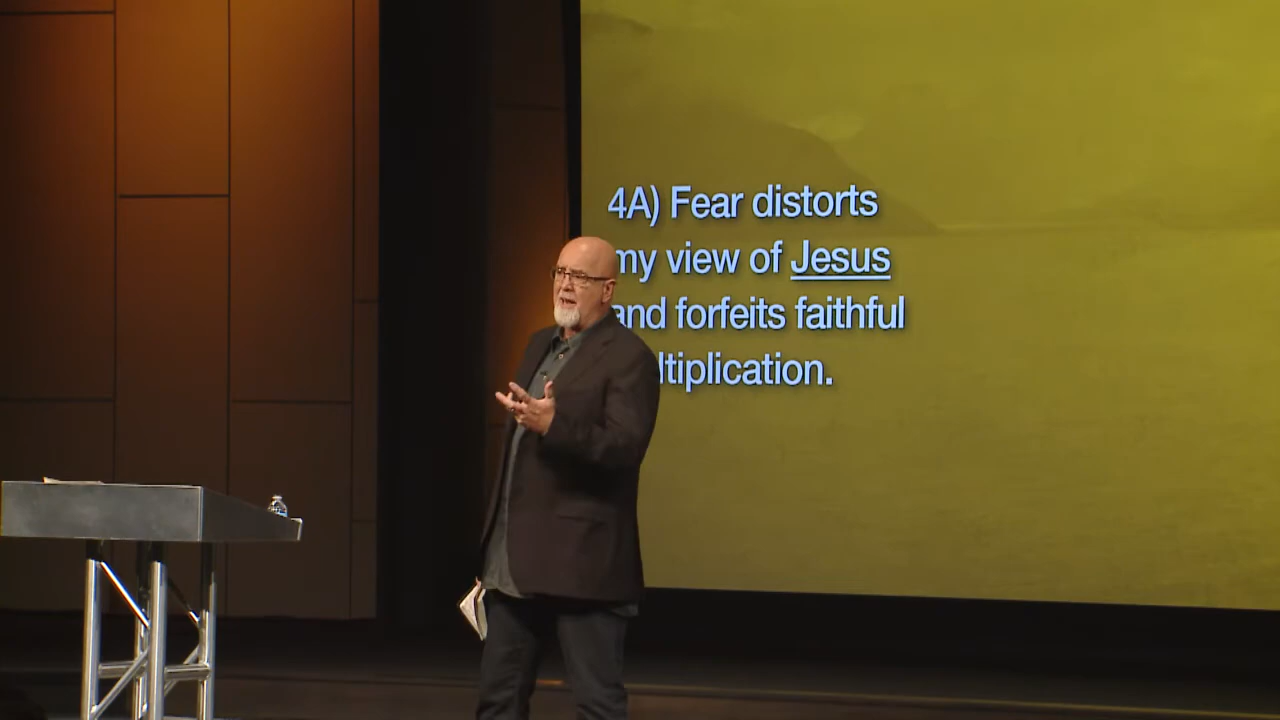 4A) Fear distorts
my view of Jesus
and forfeits faithful
ltiplication.